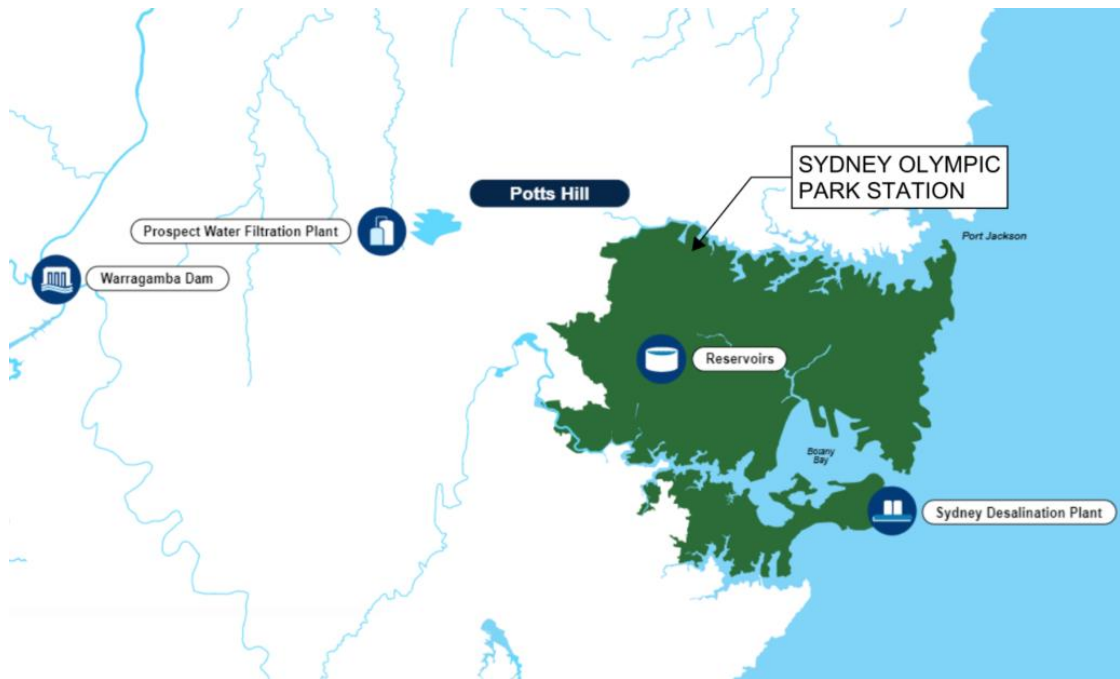 SYDNEY OLYMPIC
PARK STATION
Potts Hill
Prospect Water Filtration Plant
Port Jackson
Warragamba Dam
Reservoirs
Botany
Bay
Sydney Desalination Plant